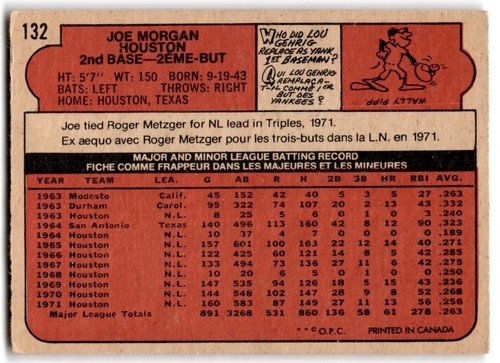 132
JOE MORGAN
HOUSTON
2nd BASE—2EME-BUT
HT: 5'7" WT: 150 BORN: 9-19-43
BATS: LEFT THROWS: RIGHT
HOME: HOUSTON, TEXAS
WHO DID LOU
GEHRIG
REPLACE AS YANK.
1ST BASEMAN?
QUI LOU GEHRIG
REMPLAÇA-
T-IL COMME 1ER
BUT DES
YANKEES?
WALLY PIPP
Joe tied Roger Metzger for NL lead in Triples, 1971.
Ex aequo avec Roger Metzger pour les trois-buts dans la L.N. en 1971.
MAJOR AND MINOR LEAGUE BATTING RECORD
FICHE COMME FRAPPEUR DANS LES MAJEURES ET LES MINEURES
YEAR TEAM LEA. G AB R H 2B 3B HR RBI AVG.
1963 Modesto Calif. 45 152 42 40 5 3 5 27 .263
1963 Durham Carol. 95 322 74 107 20 2 13 43 .332
1963 Houston N.L. 8 25 5 6 0 1 0 3 .240
1964 San Antonio Texas 140 496 113 160 42 8 12 90 .323
1964 Houston N.L. 10 37 4 7 0 0 0 0 .189
1965 Houston N.L. 157 601 100 163 22 12 14 40 .271
1966 Houston N.L. 122 425 60 121 14 8 5 42 .285
1967 Houston N.L. 133 494 73 136 27 11 6 42 .275
1968 Houston N.L. 10 20 6 5 0 1 0 0 .250
1969 Houston N.L. 147 535 94 126 18 5 15 43 .236
1970 Houston N.L. 144 548 102 147 28 9 8 52 .268
1971 Houston N.L. 160 583 87 149 27 11 13 56 .256
Major League Totals 891 3268 531 860 136 58 61 278 .263
**© O.P.C. PRINTED IN CANADA